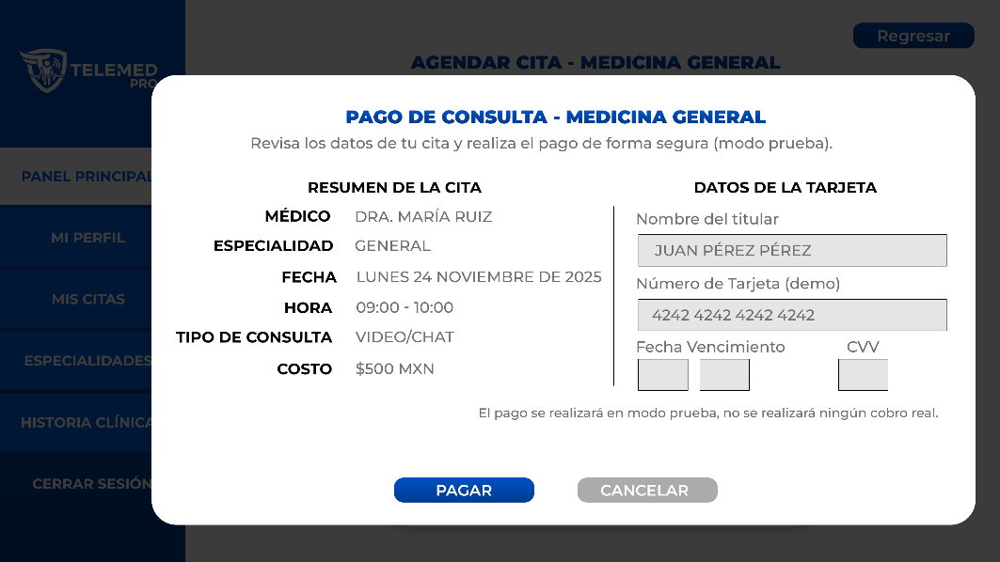 Regresar
TELEMED
PRO
AGENDAR CITA - MEDICINA GENERAL
PANEL PRINCIPAL
MI PERFIL
MIS CITAS
ESPECIALIDADES
HISTORIA CLÍNICA
CERRAR SESIÓN
PAGO DE CONSULTA - MEDICINA GENERAL
Revisa los datos de tu cita y realiza el pago de forma segura (modo prueba).
RESUMEN DE LA CITA
MÉDICO DRA. MARÍA RUIZ
ESPECIALIDAD GENERAL
FECHA LUNES 24 NOVIEMBRE DE 2025
HORA 09:00 - 10:00
TIPO DE CONSULTA VIDEO/CHAT
COSTO $500 MXN
DATOS DE LA TARJETA
Nombre del titular
JUAN PÉREZ PÉREZ
Número de Tarjeta (demo)
4242 4242 4242 4242
Fecha Vencimiento CVV
El pago se realizará en modo prueba, no se realizará ningún cobro real.
PAGAR CANCELAR